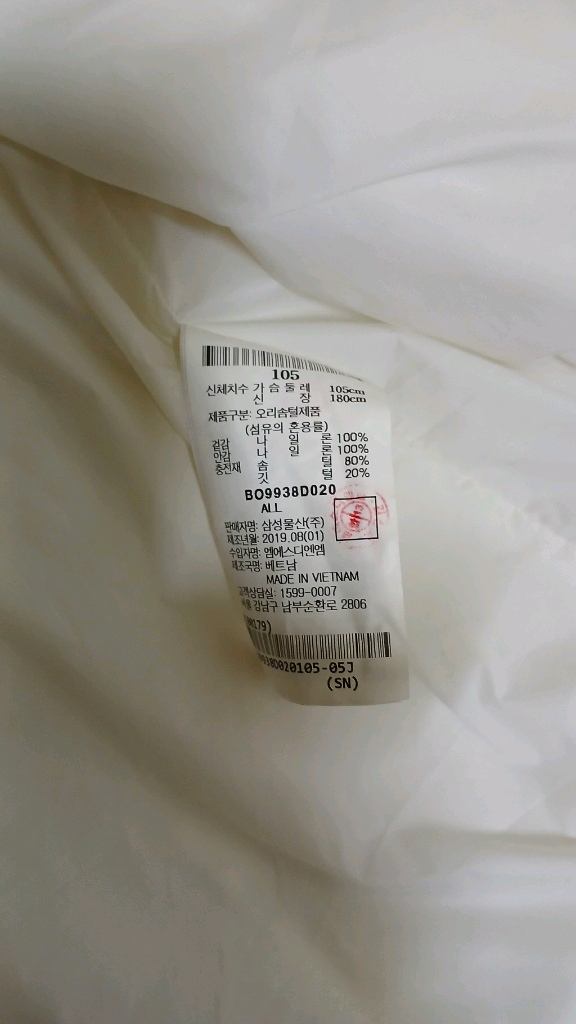 105
신체치수 가 슴 둘 레 105cm
신 장 180cm
제품구분: 오리솜털제품
(섬유의 혼용률)
겉감 나 일 론 100%
안감 나 일 론 100%
충전재 솜 털 80%
깃 털 20%
BO9938D020
ALL
판매자명: 삼성물산(주)
제조년월: 2019.08(01)
수입자명: 엠에스디엔엠
제조국명: 베트남
MADE IN VIETNAM
고객상담실: 1599-0007
서울 강남구 남부순환로 2806
938D020105-05J
(SN)